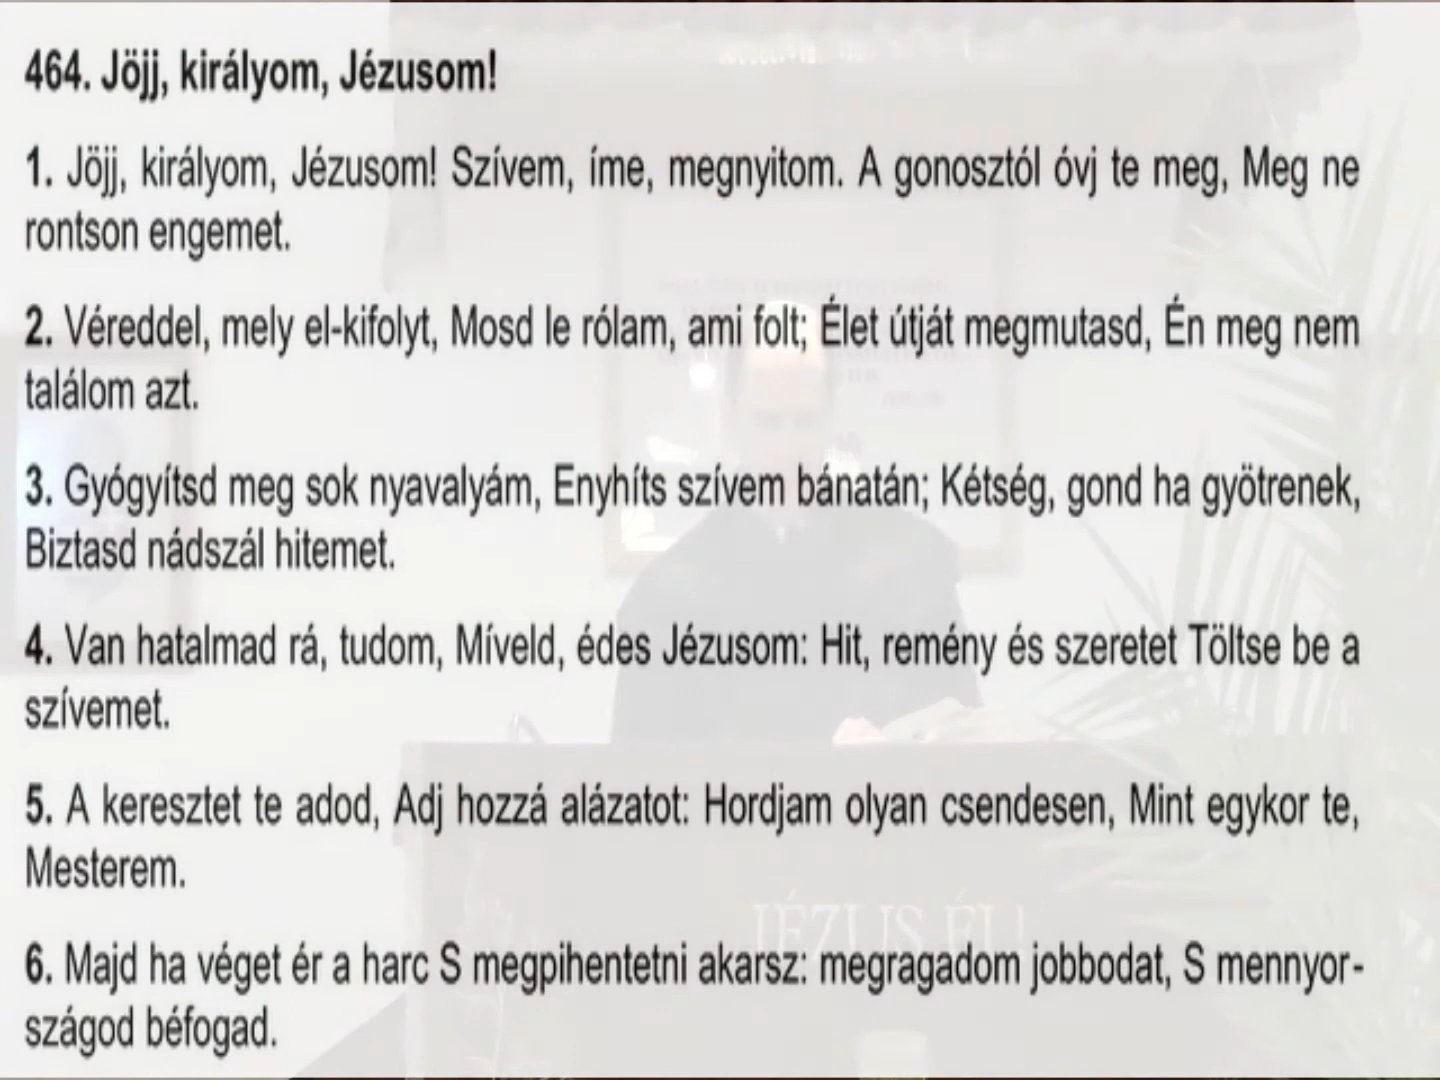 464. Jöjj, királyom, Jézusom!
1. Jöjj, királyom, Jézusom! Szívem, íme, megnyitom. A gonosztól óvj te meg, Meg ne
rontson engemet.
2. Véreddel, mely el-kifolyt, Mosd le rólam, ami folt; Élet útját megmutasd, Én meg nem
találom azt.
3. Gyógyítsd meg sok nyavalyám, Enyhíts szívem bánatán; Kétség, gond ha gyötrenek,
Biztasd nádszál hitemet.
4. Van hatalmad rá, tudom, Míveld, édes Jézusom: Hit, remény és szeretet Töltse be a
szívemet.
5. A keresztet te adod, Adj hozzá alázatot: Hordjam olyan csendesen, Mint egykor te,
Mesterem.
JÉZUS ÉL!
6. Majd ha véget ér a harc S megpihentetni akarsz: megragadom jobbodat, S mennyor-
szágod béfogad.